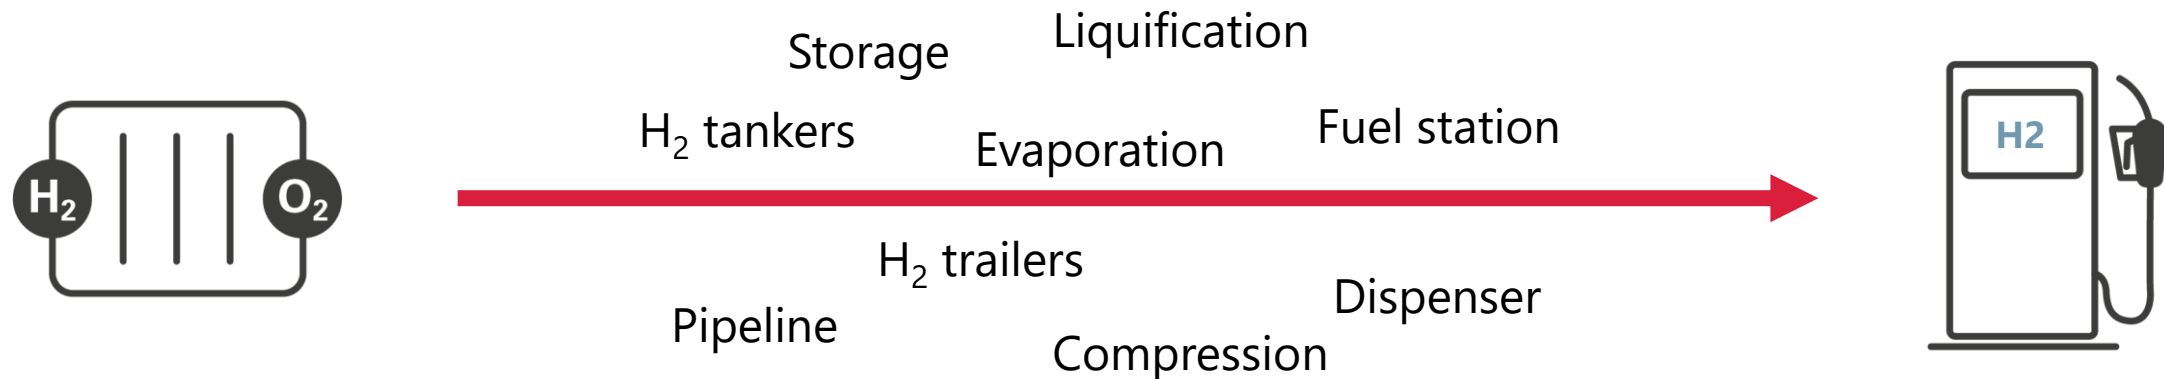 Liquification
Storage
H₂ tankers
Evaporation
Fuel station
H2
H₂
O₂
H₂ trailers
Dispenser
Pipeline
Compression